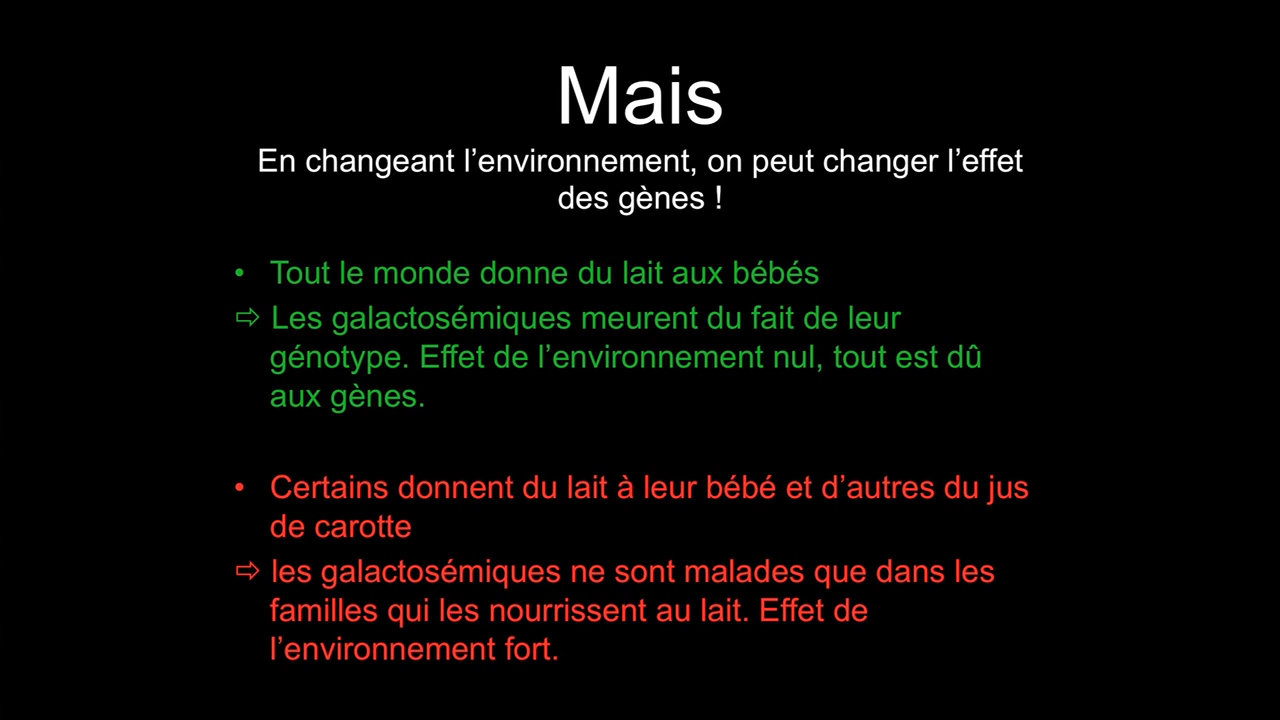 Mais
En changeant l’environnement, on peut changer l’effet
des gènes !
• Tout le monde donne du lait aux bébés
⇨ Les galactosémiques meurent du fait de leur
génotype. Effet de l’environnement nul, tout est dû
aux gènes.
• Certains donnent du lait à leur bébé et d’autres du jus
de carotte
⇨ les galactosémiques ne sont malades que dans les
familles qui les nourrissent au lait. Effet de
l’environnement fort.